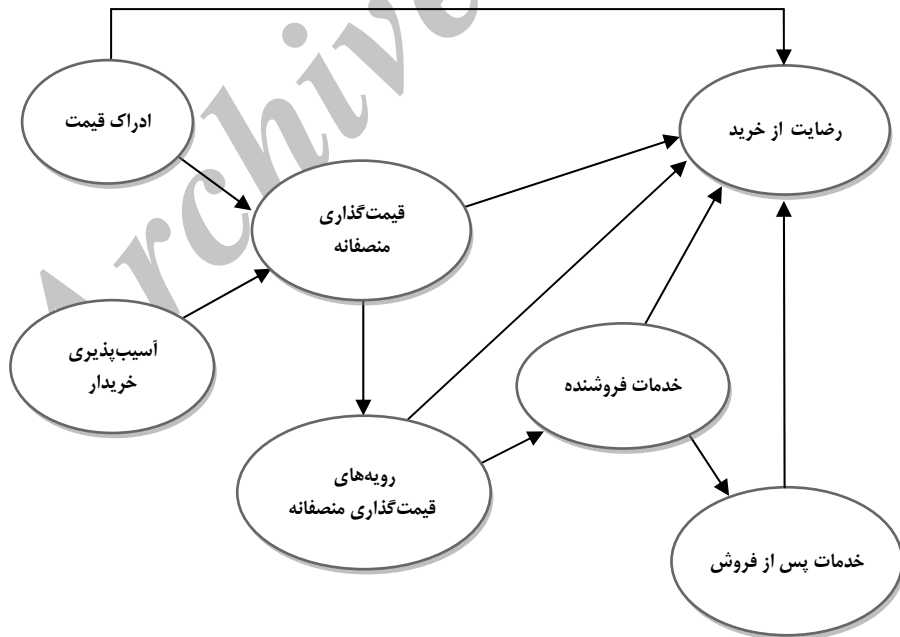 Archive
ادراک قیمت
رضایت از خرید
قیمت‌گذاری
منصفانه
آسیب‌پذیری
خریدار
خدمات فروشنده
رویه‌های
قیمت‌گذاری منصفانه
خدمات پس از فروش